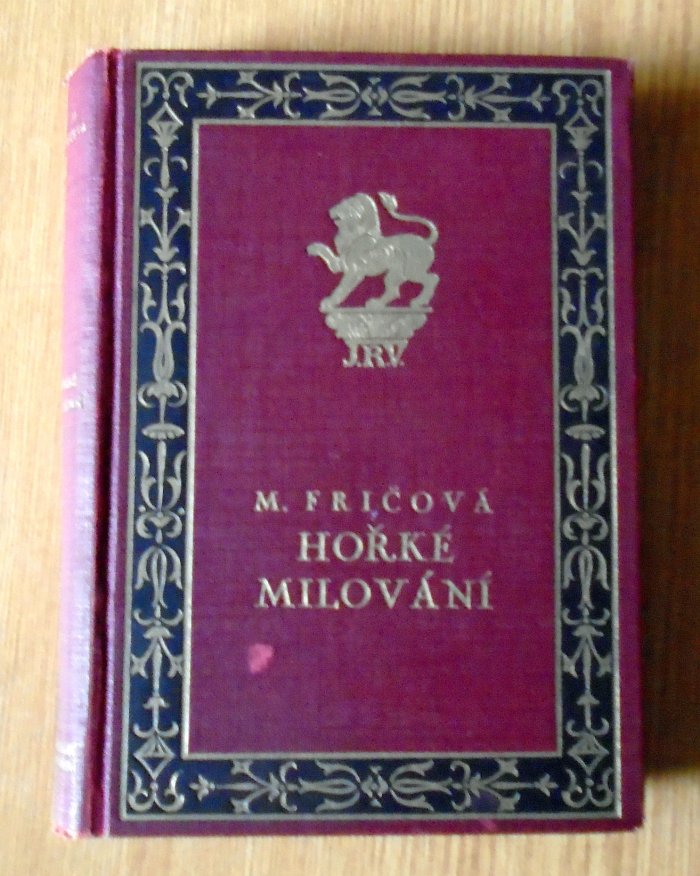 J.R.V.
M. FRIČOVÁ
HOŘKÉ
MILOVÁNÍ